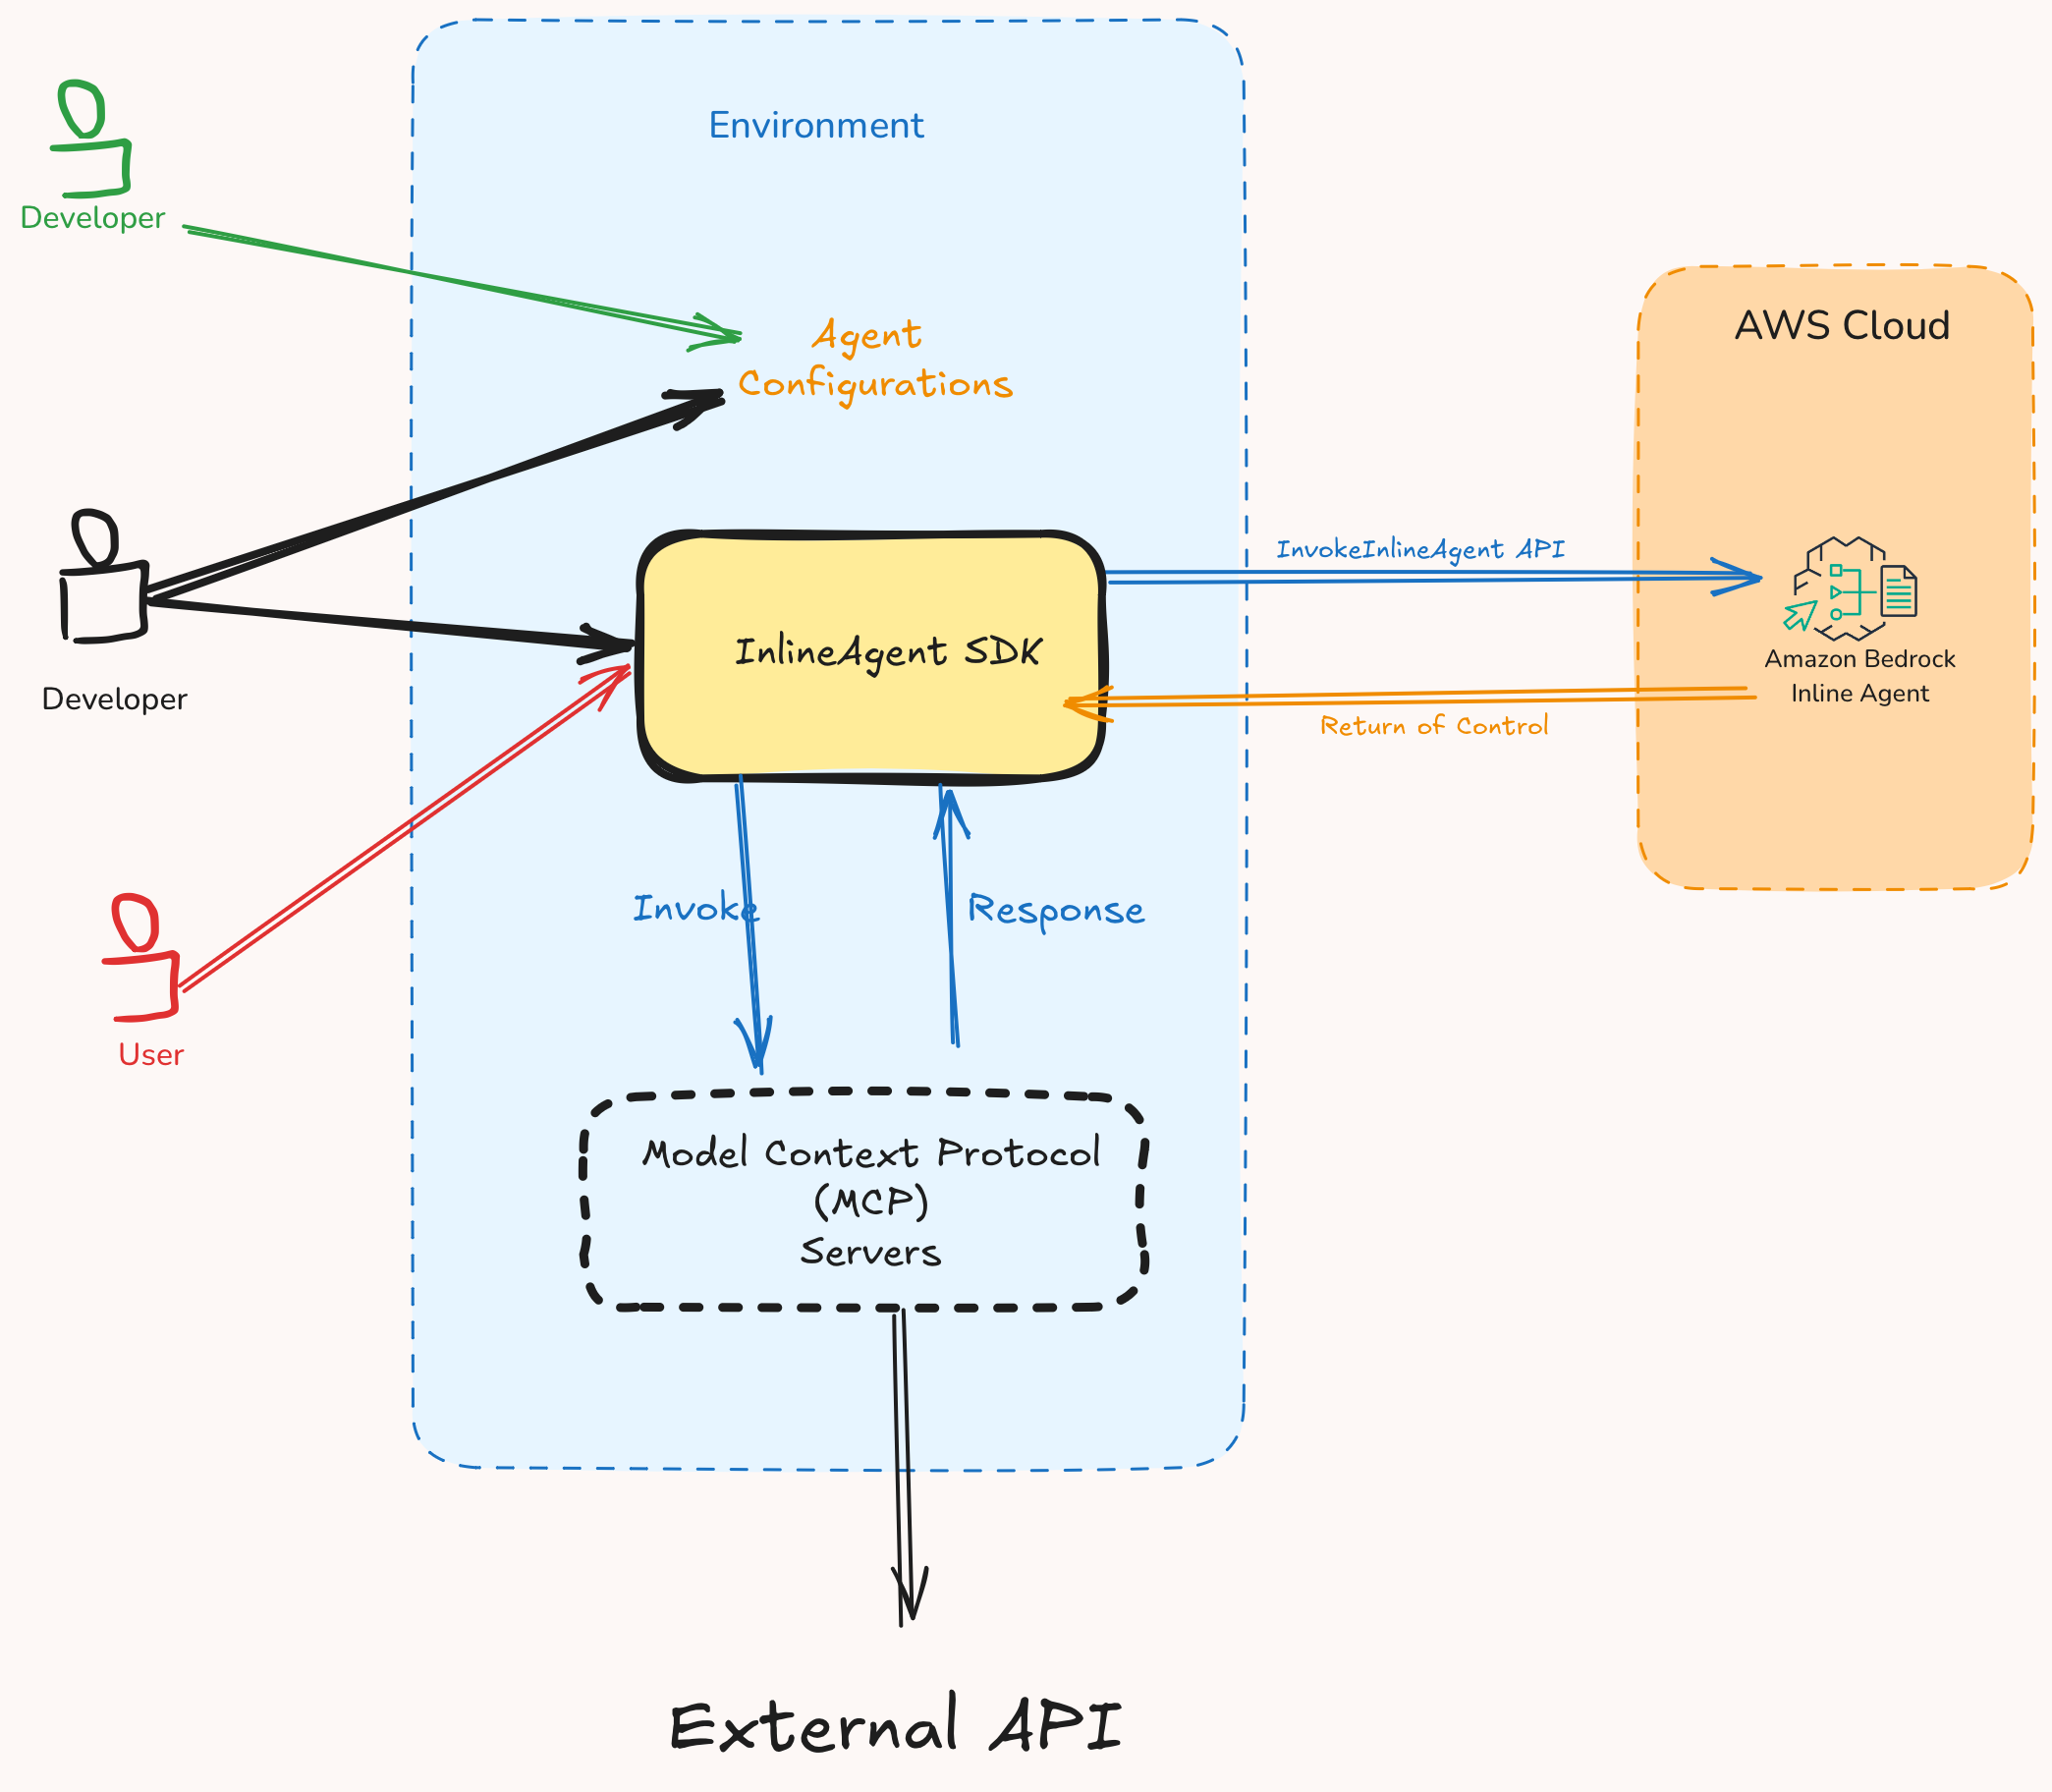 Environment
Developer
Agent
Configurations
AWS Cloud
InvokeInlineAgent API
InlineAgent SDK
Amazon Bedrock
Inline Agent
Developer
Return of Control
Invoke
Response
User
Model Context Protocol
(MCP)
Servers
External API